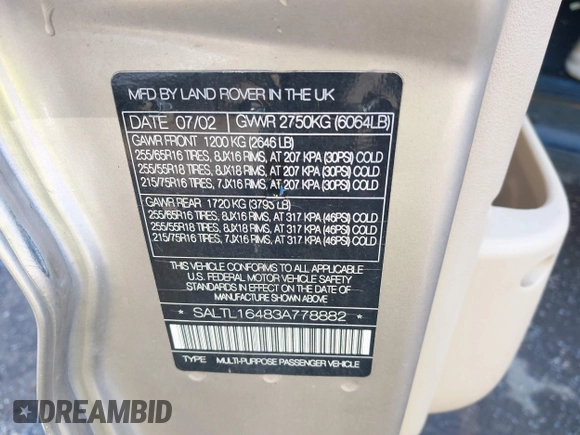 MFD BY LAND ROVER IN THE UK
DATE 07/02 GVWR 2750KG (6064LB)
GAWR FRONT 1200 KG (2646 LB)
255/65R16 TIRES, 8JX16 RIMS, AT 207 KPA (30PSI) COLD
255/55R18 TIRES, 8JX18 RIMS, AT 207 KPA (30PSI) COLD
215/75R16 TIRES, 7JX16 RIMS, AT 207 KPA (30PSI) COLD
GAWR REAR 1720 KG (3793 LB)
255/65R16 TIRES, 8JX16 RIMS, AT 317 KPA (46PSI) COLD
255/55R18 TIRES, 8JX18 RIMS, AT 317 KPA (46PSI) COLD
215/75R16 TIRES, 7JX16 RIMS, AT 317 KPA (46PSI) COLD
THIS VEHICLE CONFORMS TO ALL APPLICABLE
U.S. FEDERAL MOTOR VEHICLE SAFETY
STANDARDS IN EFFECT ON THE DATE OF
MANUFACTURE SHOWN ABOVE.
* SALTL16483A778882 *
TYPE MULTI-PURPOSE PASSENGER VEHICLE
DREAMBID